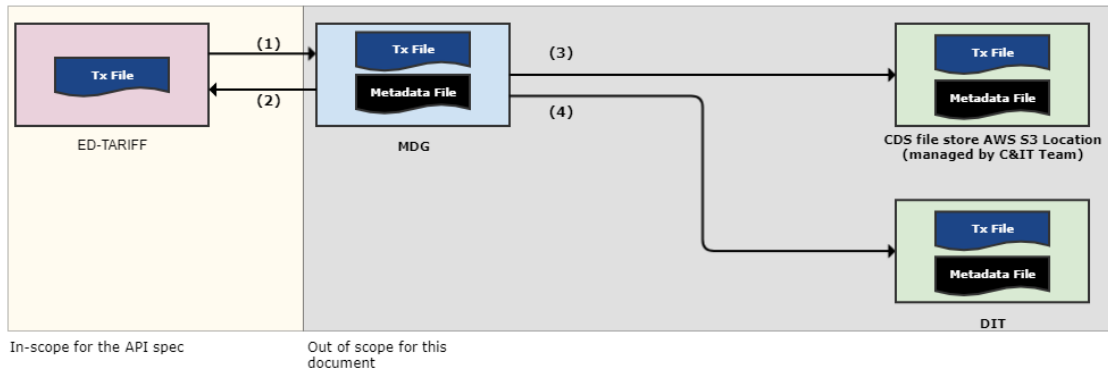 (1)
(2)
(3)
(4)
Tx File
ED-TARIFF
Tx File
Metadata File
MDG
Tx File
Metadata File
CDS file store AWS S3 Location
(managed by C&IT Team)
Tx File
Metadata File
DIT
In-scope for the API spec
Out of scope for this
document